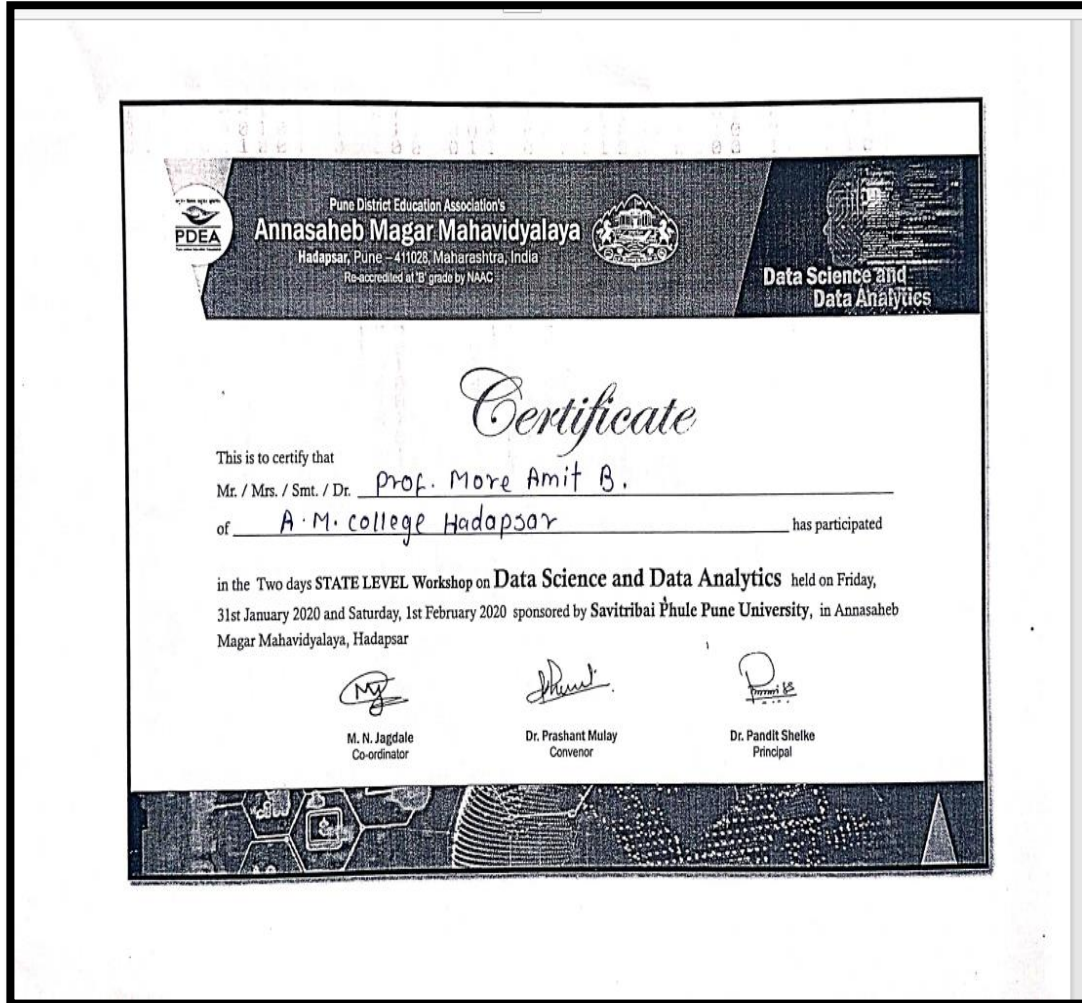 PDEA
Pune District Education Association's
Annasaheb Magar Mahavidyalaya
Hadapsar, Pune – 411028, Maharashtra, India
Re-accredited at 'B' grade by NAAC
Data Science and
Data Analytics
Certificate
This is to certify that
Mr. / Mrs. / Smt. / Dr. Prof. More Amit B.
of A.M. college Hadapsar has participated
in the Two days STATE LEVEL Workshop on Data Science and Data Analytics held on Friday,
31st January 2020 and Saturday, 1st February 2020 sponsored by Savitribai Phule Pune University, in Annasaheb
Magar Mahavidyalaya, Hadapsar
M. N. Jagdale
Co-ordinator
Dr. Prashant Mulay
Convenor
Dr. Pandit Shelke
Principal